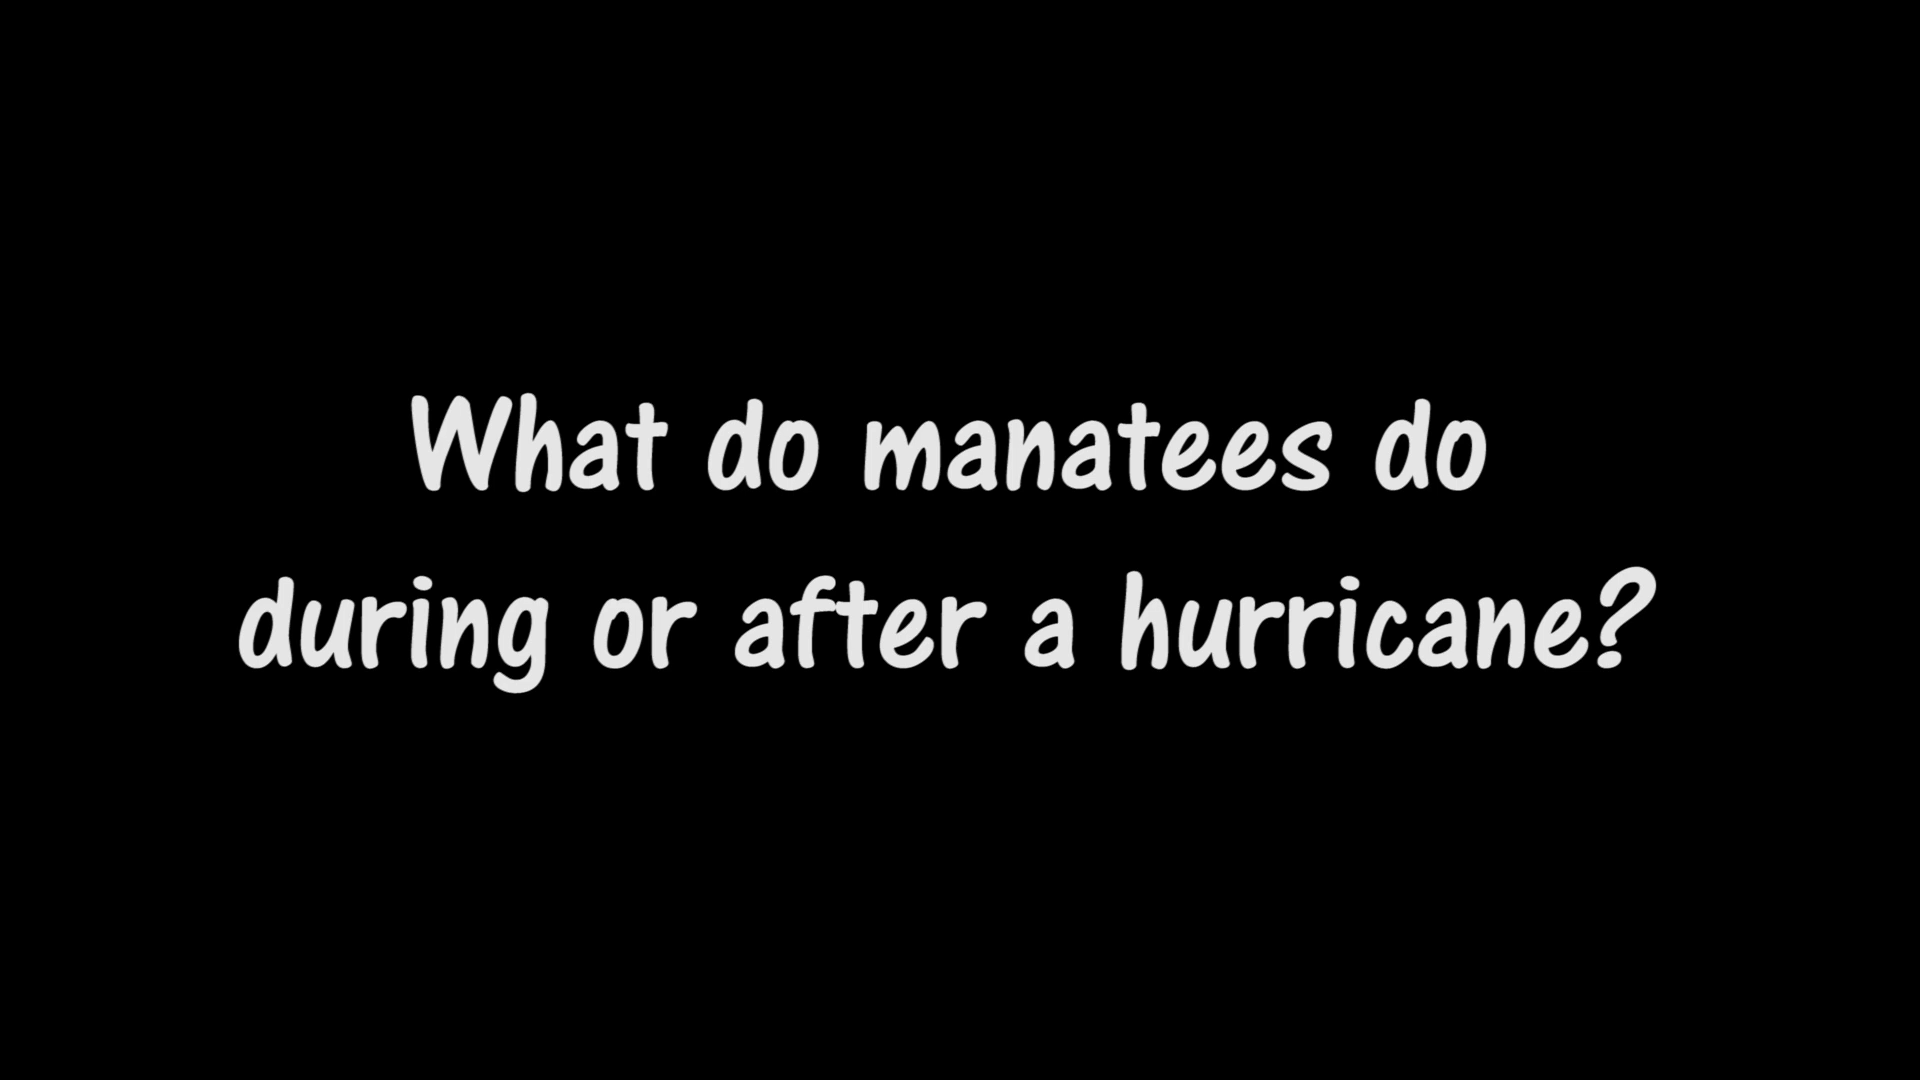 What do manatees do
during or after a hurricane?